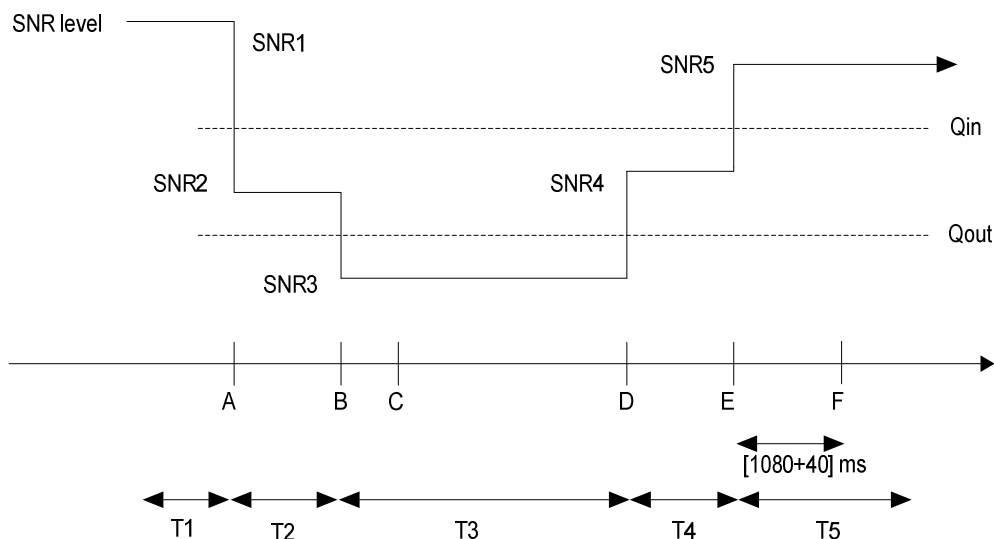 SNR level
SNR1
SNR5
Qin
SNR2
SNR4
Qout
SNR3
A B C D E F
[1080+40] ms
T1 T2 T3 T4 T5